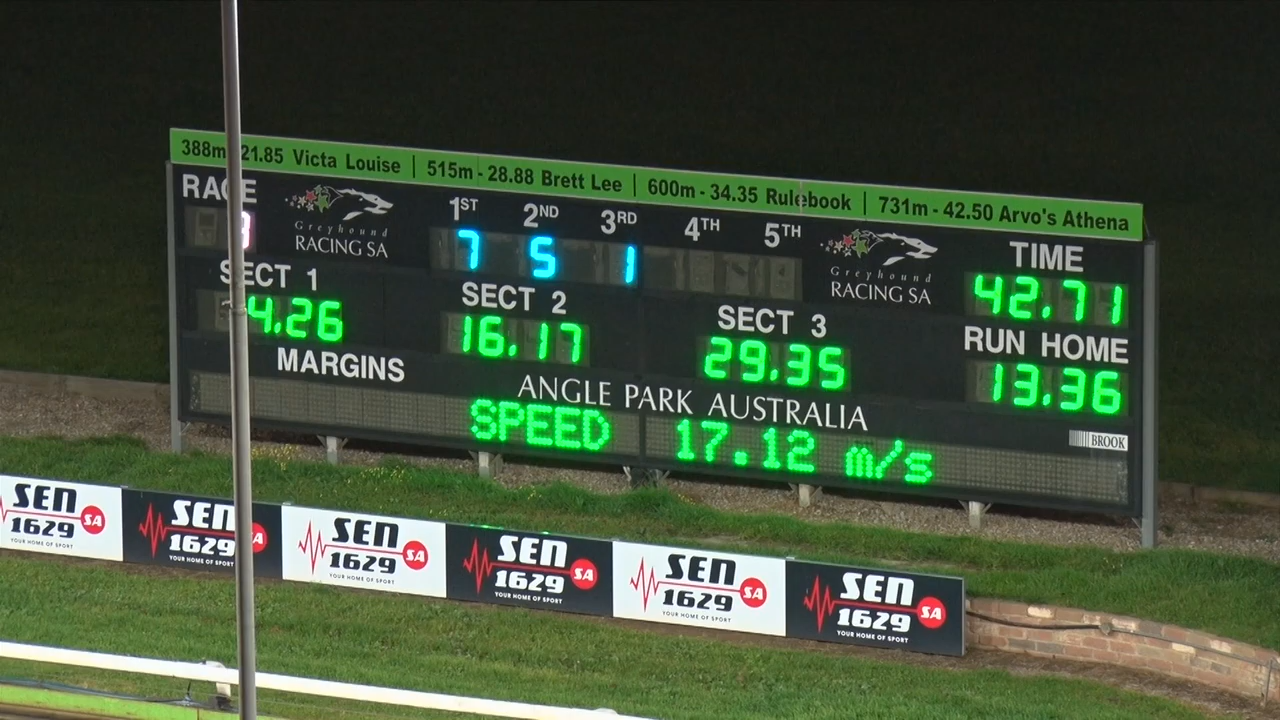 388m 21.85 Victa Louise | 515m - 28.88 Brett Lee | 600m - 34.35 Rulebook | 731m - 42.50 Arvo's Athena
RACE
Greyhound
RACING SA
1ST 2ND 3RD 4TH 5TH
7 5 1
Greyhound
RACING SA
TIME
42.71
SECT 1
4.26
SECT 2
16.17
SECT 3
29.35
RUN HOME
13.36
MARGINS
ANGLE PARK AUSTRALIA
BROOK
SPEED 17.12 m/s
SEN
1629
SA
YOUR HOME OF SPORT
SEN
1629
YOUR HOME OF SPORT
SEN
1629
SA
YOUR HOME OF SPORT
SEN
1629
SA
YOUR HOME OF SPORT
SEN
1629
SA
YOUR HOME OF SPORT
SEN
1629
SA
YOUR HOME OF SPORT